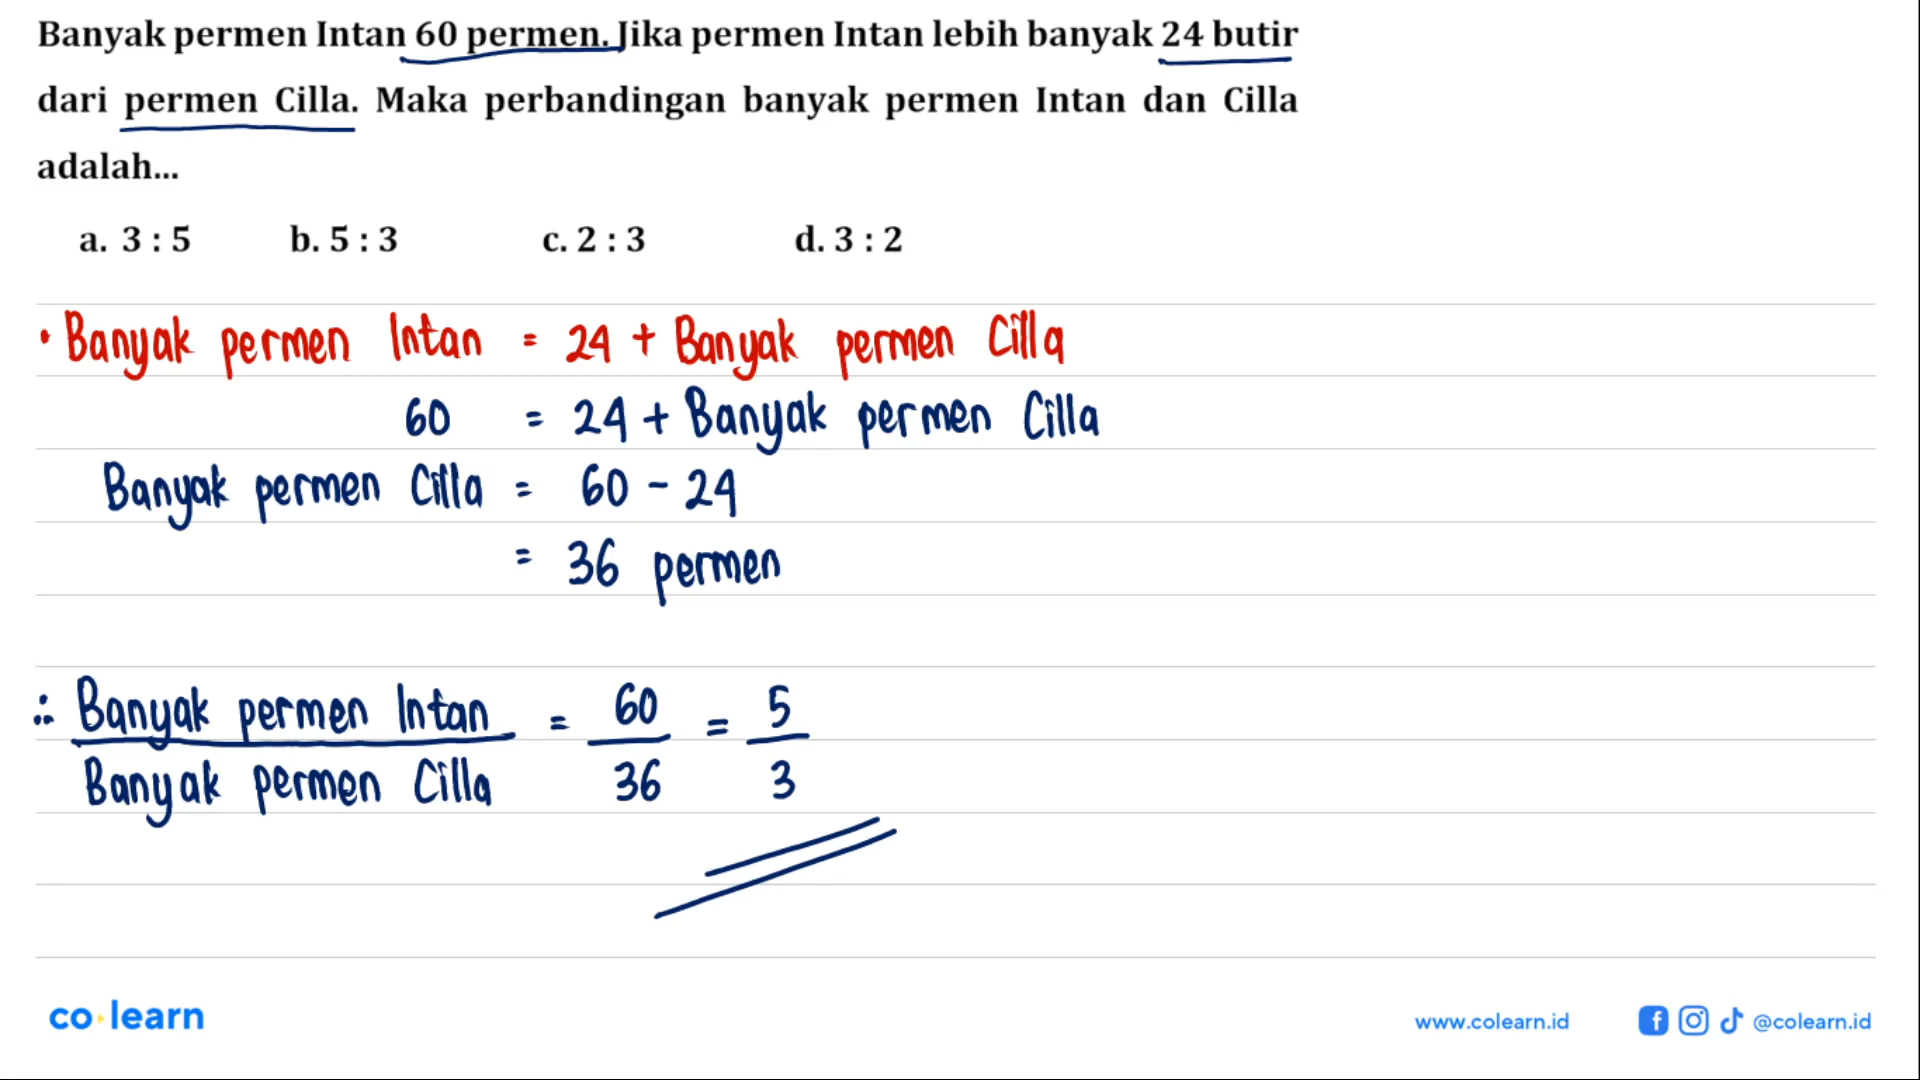 Banyak permen Intan 60 permen. Jika permen Intan lebih banyak 24 butir
dari permen Cilla. Maka perbandingan banyak permen Intan dan Cilla
adalah...
a. 3 : 5 b. 5 : 3 c. 2 : 3 d. 3 : 2
• Banyak permen Intan = 24 + Banyak permen Cilla
60 = 24 + Banyak permen Cilla
Banyak permen Cilla = 60 - 24
= 36 permen
∴ Banyak permen Intan = 60 = 5
Banyak permen Cilla 36 3
co learn
www.colearn.id @colearn.id